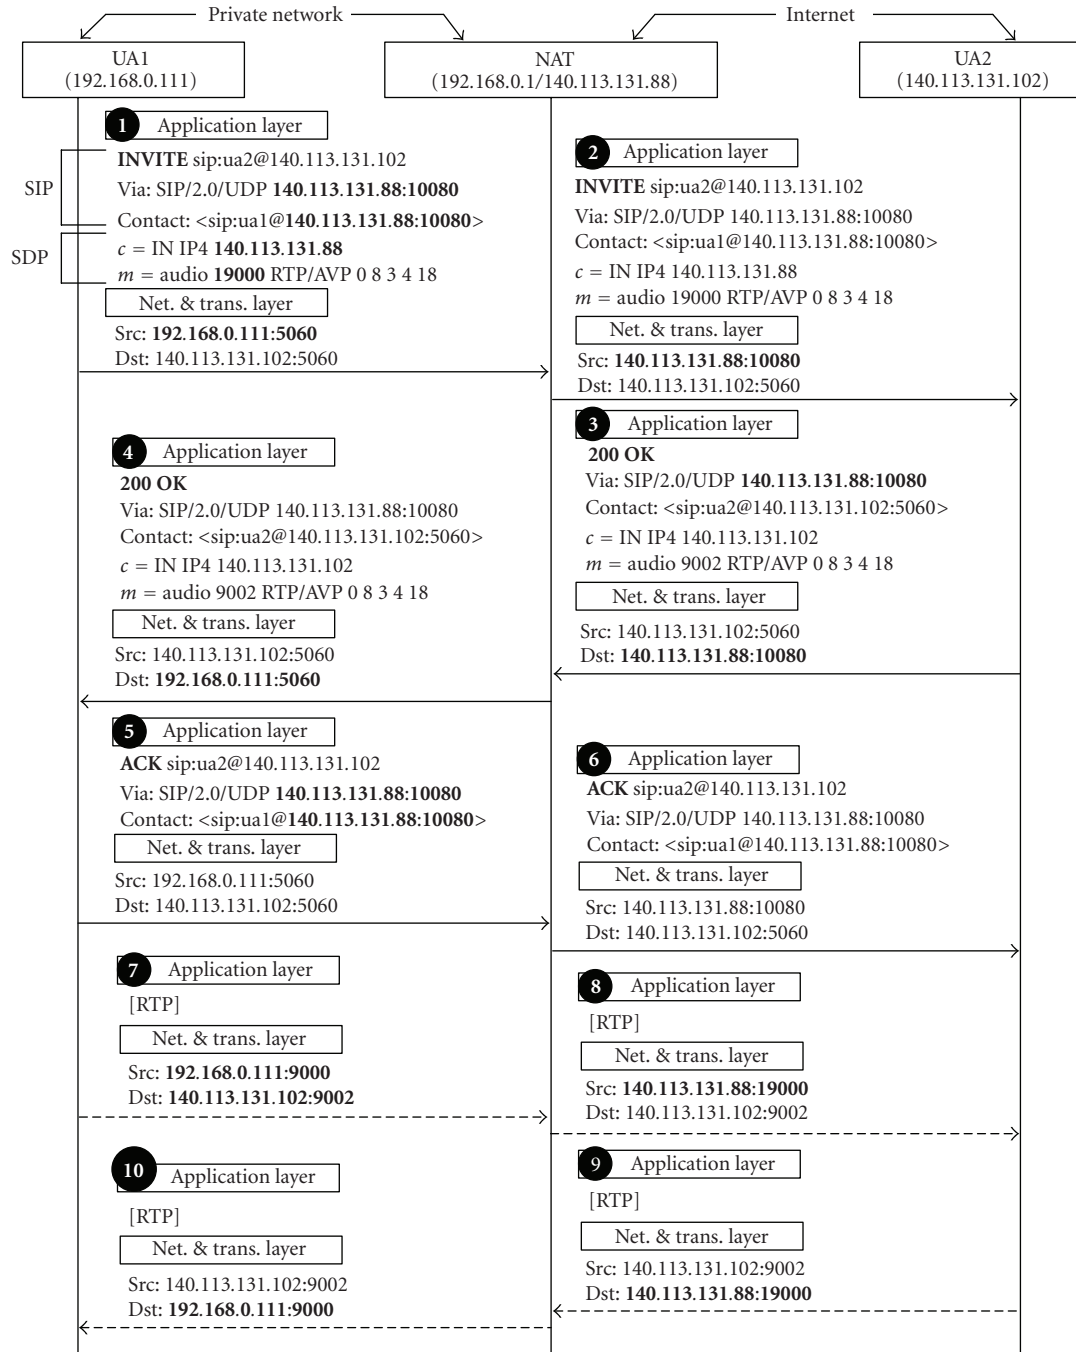 Private network
Internet
UA1
(192.168.0.111)
NAT
(192.168.0.1/140.113.131.88)
UA2
(140.113.131.102)
1 Application layer
SIP
INVITE sip:ua2@140.113.131.102
Via: SIP/2.0/UDP 140.113.131.88:10080
Contact: <sip:ua1@140.113.131.88:10080>
SDP
c = IN IP4 140.113.131.88
m = audio 19000 RTP/AVP 0 8 3 4 18
Net. & trans. layer
Src: 192.168.0.111:5060
Dst: 140.113.131.102:5060
2 Application layer
INVITE sip:ua2@140.113.131.102
Via: SIP/2.0/UDP 140.113.131.88:10080
Contact: <sip:ua1@140.113.131.88:10080>
c = IN IP4 140.113.131.88
m = audio 19000 RTP/AVP 0 8 3 4 18
Net. & trans. layer
Src: 140.113.131.88:10080
Dst: 140.113.131.102:5060
3 Application layer
200 OK
Via: SIP/2.0/UDP 140.113.131.88:10080
Contact: <sip:ua2@140.113.131.102:5060>
c = IN IP4 140.113.131.102
m = audio 9002 RTP/AVP 0 8 3 4 18
Net. & trans. layer
Src: 140.113.131.102:5060
Dst: 140.113.131.88:10080
4 Application layer
200 OK
Via: SIP/2.0/UDP 140.113.131.88:10080
Contact: <sip:ua2@140.113.131.102:5060>
c = IN IP4 140.113.131.102
m = audio 9002 RTP/AVP 0 8 3 4 18
Net. & trans. layer
Src: 140.113.131.102:5060
Dst: 192.168.0.111:5060
5 Application layer
ACK sip:ua2@140.113.131.102
Via: SIP/2.0/UDP 140.113.131.88:10080
Contact: <sip:ua1@140.113.131.88:10080>
Net. & trans. layer
Src: 192.168.0.111:5060
Dst: 140.113.131.102:5060
6 Application layer
ACK sip:ua2@140.113.131.102
Via: SIP/2.0/UDP 140.113.131.88:10080
Contact: <sip:ua1@140.113.131.88:10080>
Net. & trans. layer
Src: 140.113.131.88:10080
Dst: 140.113.131.102:5060
7 Application layer
[RTP]
Net. & trans. layer
Src: 192.168.0.111:9000
Dst: 140.113.131.102:9002
8 Application layer
[RTP]
Net. & trans. layer
Src: 140.113.131.88:19000
Dst: 140.113.131.102:9002
9 Application layer
[RTP]
Net. & trans. layer
Src: 140.113.131.102:9002
Dst: 140.113.131.88:19000
10 Application layer
[RTP]
Net. & trans. layer
Src: 140.113.131.102:9002
Dst: 192.168.0.111:9000